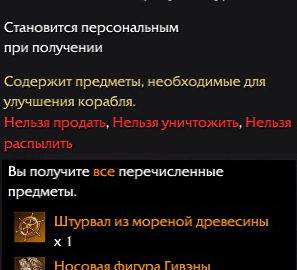 Становится персональным
при получении
Содержит предметы, необходимые для
улучшения корабля.
Нельзя продать, Нельзя уничтожить, Нельзя
распылить
Вы получите все перечисленные
предметы.
Штурвал из мореной древесины
x 1
Носовая фигура Гивэны